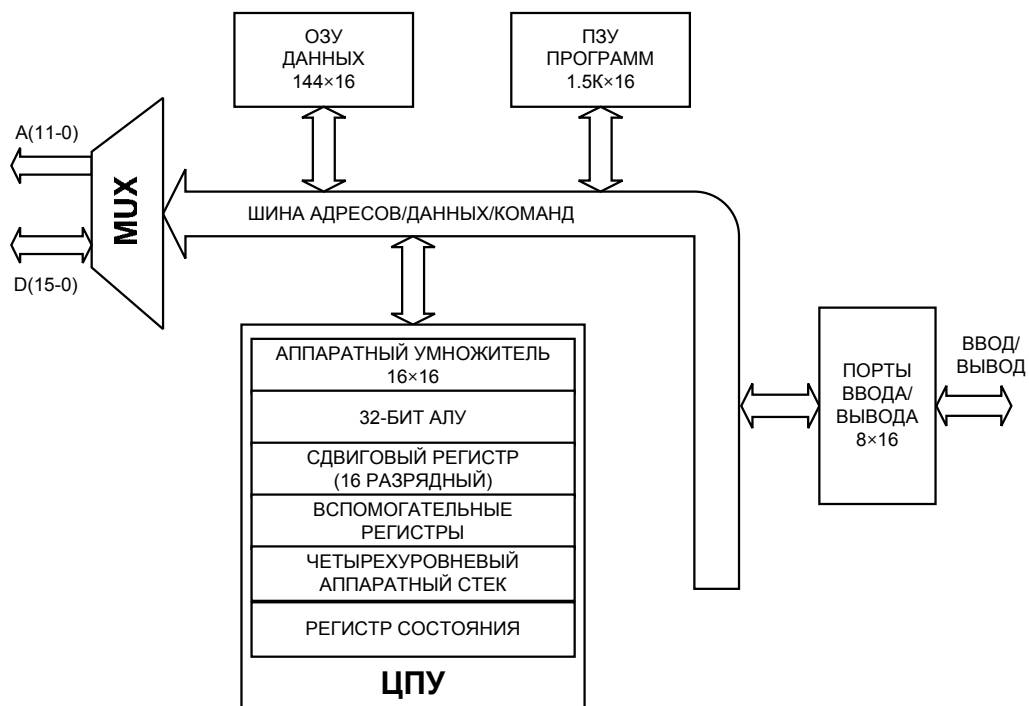 ОЗУ
ДАННЫХ
144×16
ПЗУ
ПРОГРАММ
1.5К×16
A(11-0)
MUX
D(15-0)
ШИНА АДРЕСОВ/ДАННЫХ/КОМАНД
АППАРАТНЫЙ УМНОЖИТЕЛЬ
16×16
32-БИТ АЛУ
СДВИГОВЫЙ РЕГИСТР
(16 РАЗРЯДНЫЙ)
ВСПОМОГАТЕЛЬНЫЕ
РЕГИСТРЫ
ЧЕТЫРЕХУРОВНЕВЫЙ
АППАРАТНЫЙ СТЕК
РЕГИСТР СОСТОЯНИЯ
ЦПУ
ПОРТЫ
ВВОДА/
ВЫВОДА
8×16
ВВОД/
ВЫВОД